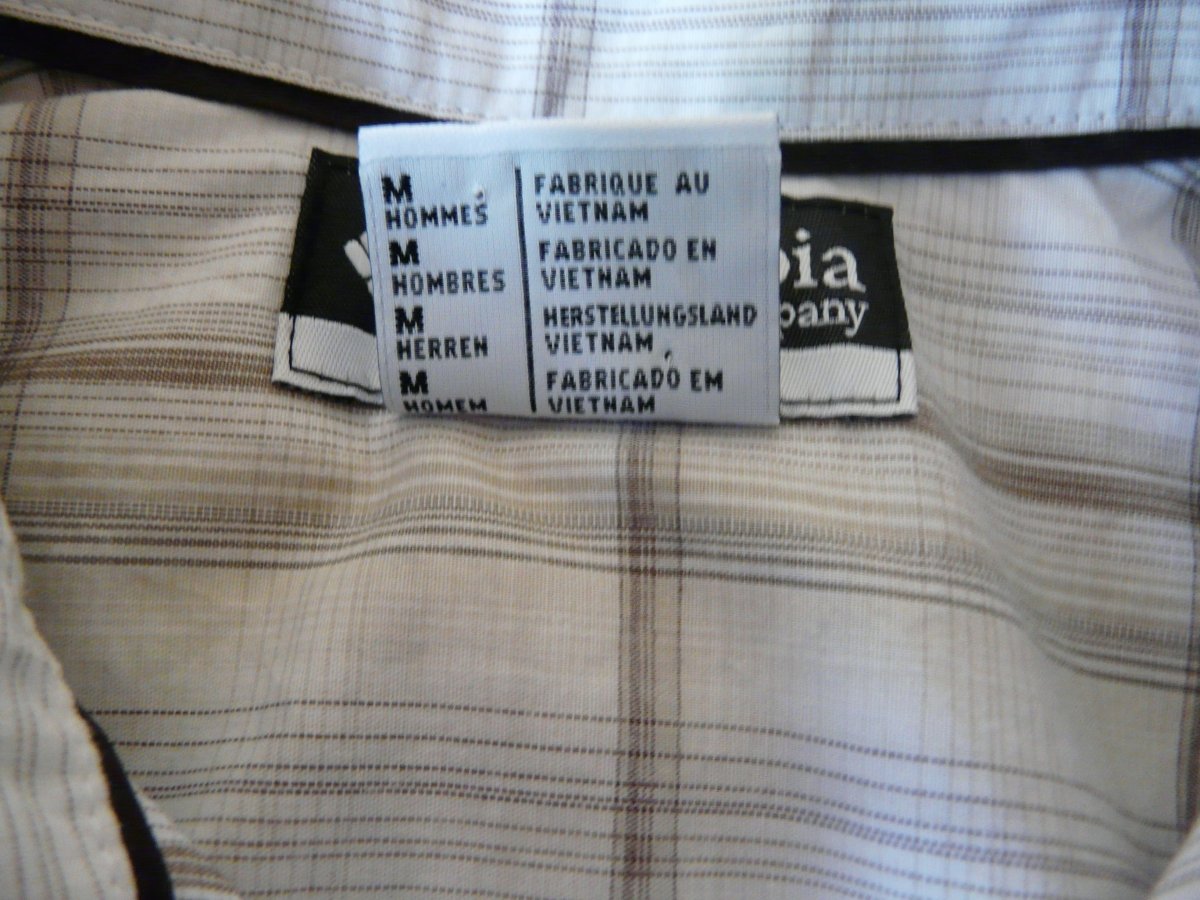 M
HOMMES
M
HOMBRES
M
HERREN
M
HOMEM
FABRIQUE AU
VIETNAM
FABRICADO EN
VIETNAM
HERSTELLUNGSLAND
VIETNAM
FABRICADO EM
VIETNAM
bia
pany